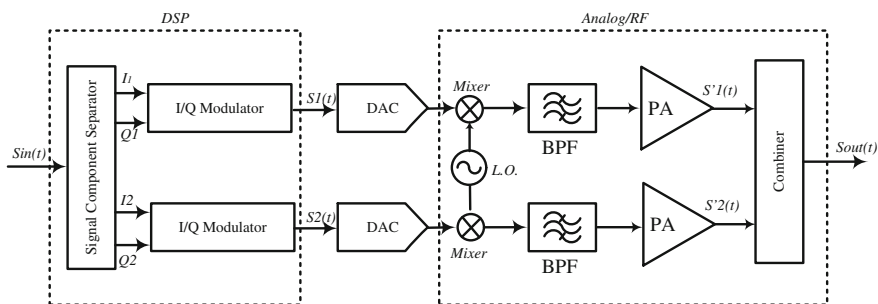 DSP
Analog/RF
Sin(t)
Signal Component Separator
I1
Q1
I/Q Modulator
S1(t)
DAC
Mixer
BPF
PA
S'1(t)
L.O.
I2
Q2
I/Q Modulator
S2(t)
DAC
Mixer
BPF
PA
S'2(t)
Combiner
Sout(t)